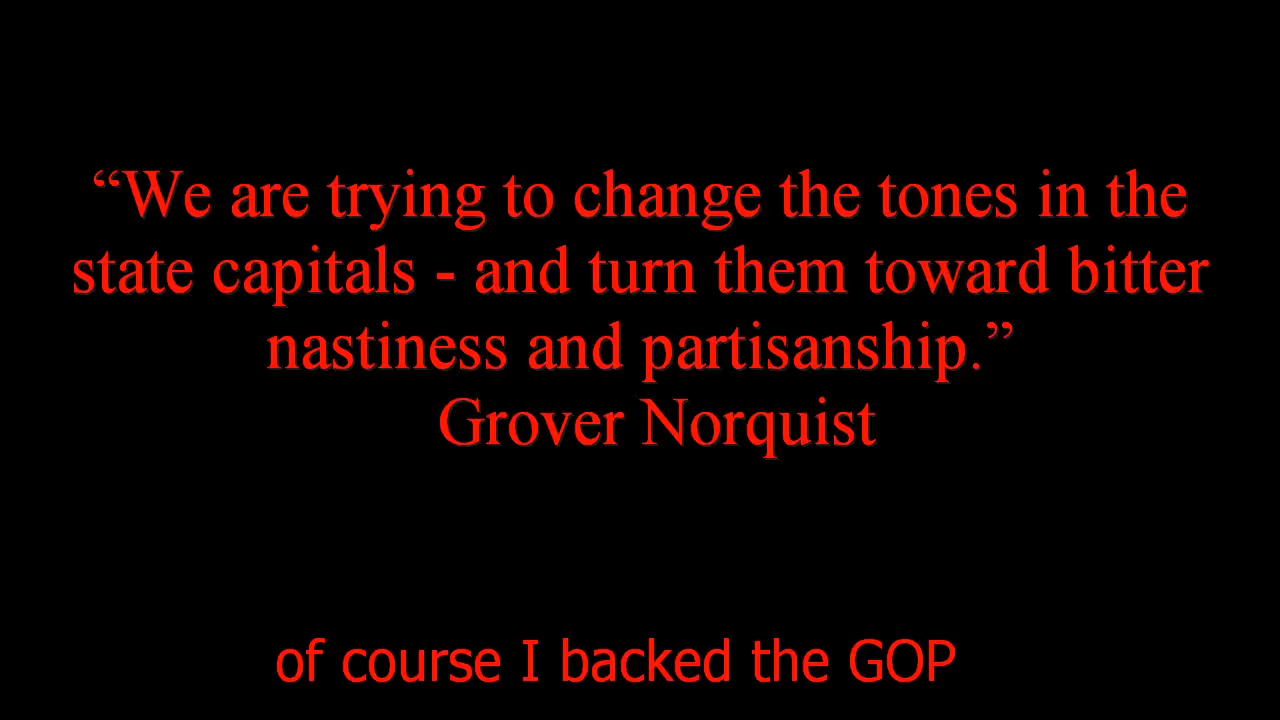 “We are trying to change the tones in the
state capitals - and turn them toward bitter
nastiness and partisanship.”
Grover Norquist
of course I backed the GOP